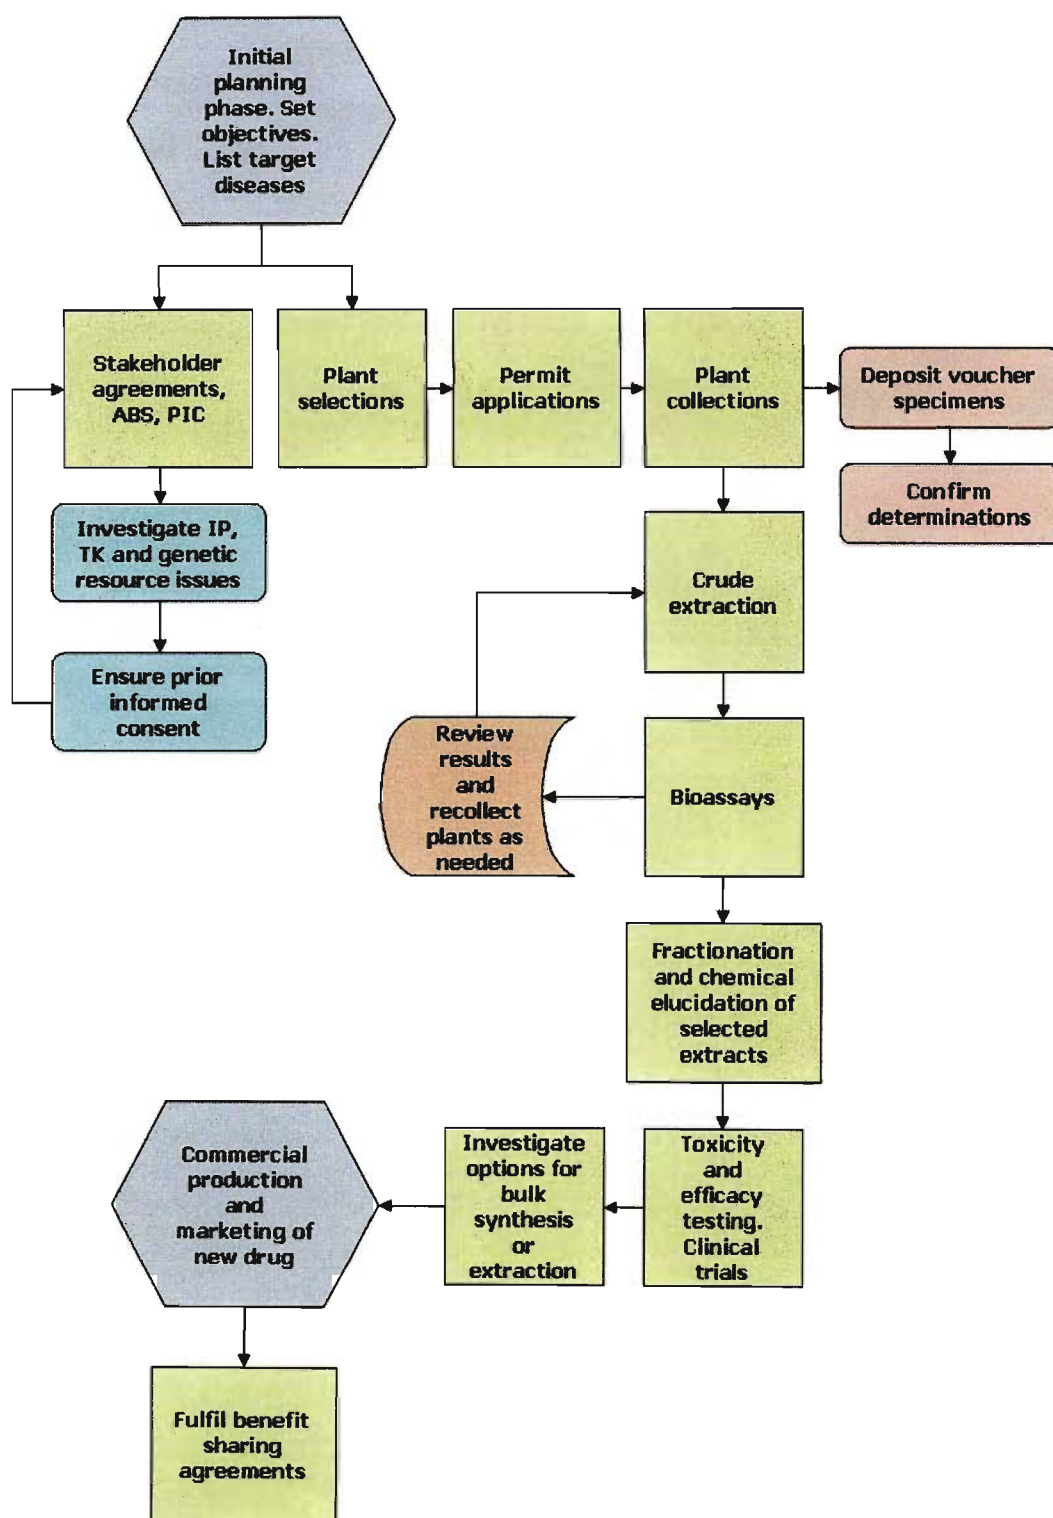 Initial
planning
phase. Set
objectives.
List target
diseases
Stakeholder
agreements,
ABS, PIC
Plant
selections
Permit
applications
Plant
collections
Deposit voucher
specimens
Confirm
determinations
Investigate IP,
TK and genetic
resource issues
Ensure prior
informed
consent
Crude
extraction
Review
results
and
recollect
plants as
needed
Bioassays
Fractionation
and chemical
elucidation of
selected
extracts
Toxicity
and
efficacy
testing.
Clinical
trials
Investigate
options for
bulk
synthesis
or
extraction
Commercial
production
and
marketing of
new drug
Fulfil benefit
sharing
agreements